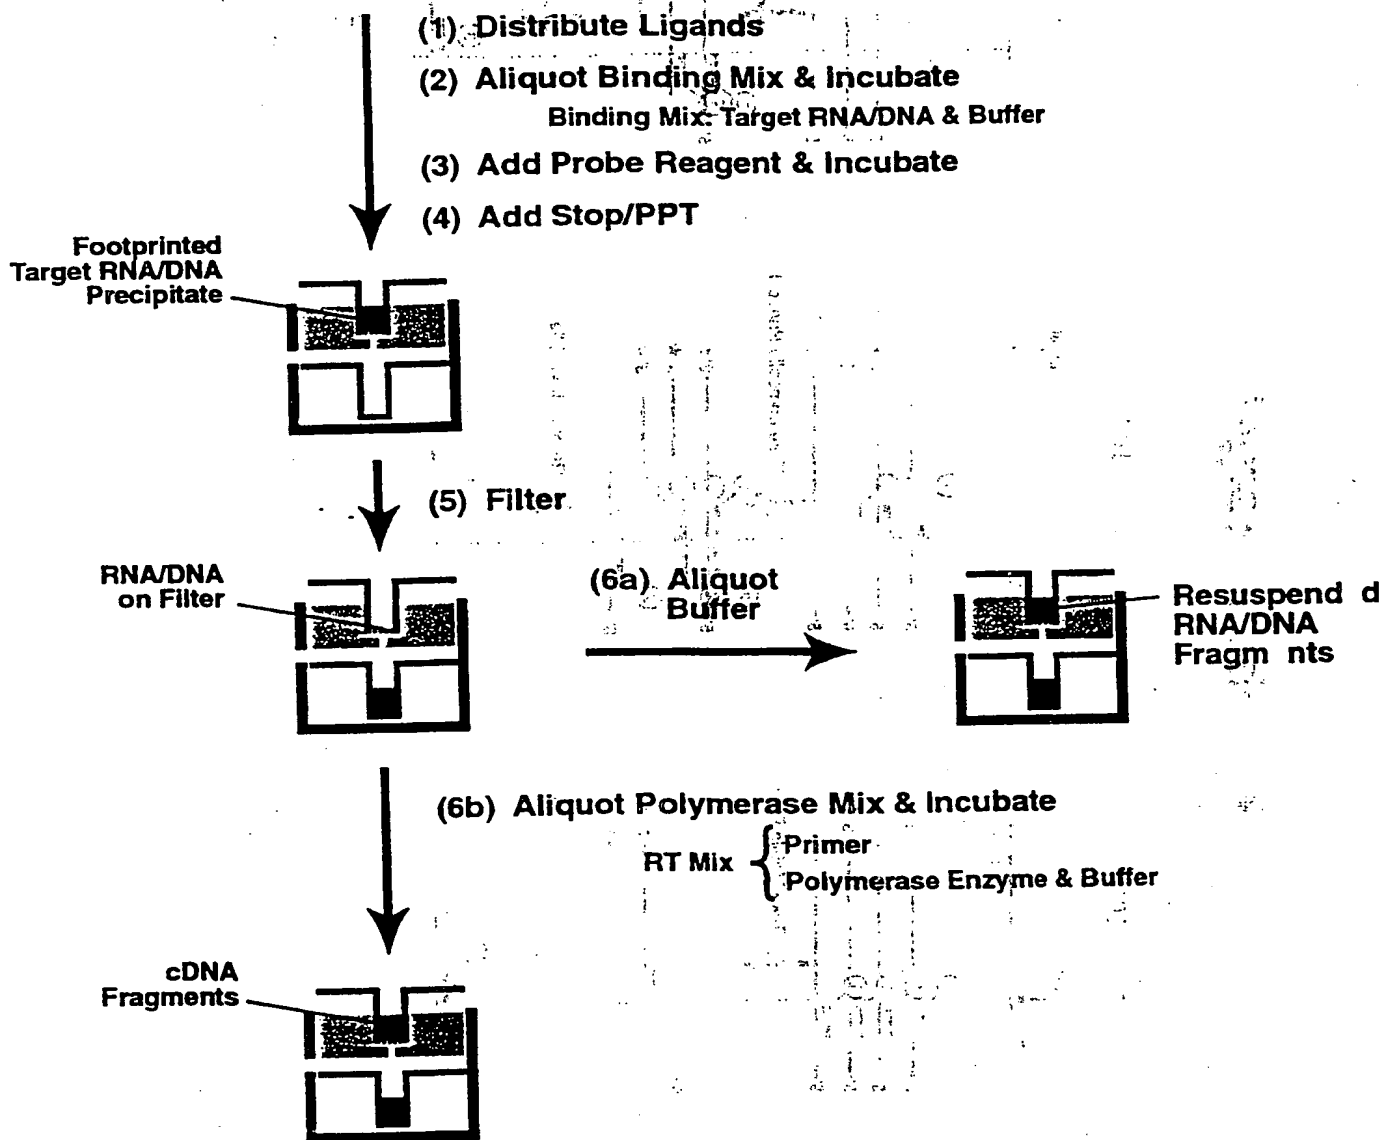 (1) Distribute Ligands
(2) Aliquot Binding Mix & Incubate
Binding Mix: Target RNA/DNA & Buffer
(3) Add Probe Reagent & Incubate
(4) Add Stop/PPT
Footprinted
Target RNA/DNA
Precipitate
(5) Filter
RNA/DNA
on Filter
(6a) Aliquot
Buffer
Resuspend d
RNA/DNA
Fragm nts
(6b) Aliquot Polymerase Mix & Incubate
RT Mix { Primer
Polymerase Enzyme & Buffer
cDNA
Fragments